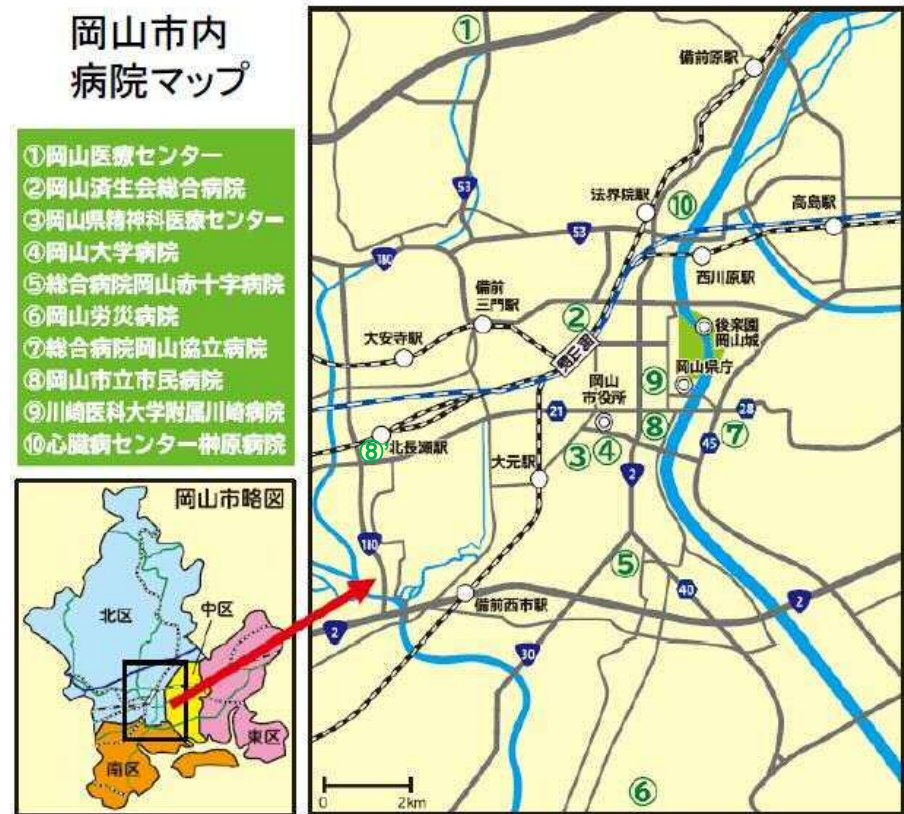 岡山市内
病院マップ
①岡山医療センター
②岡山済生会総合病院
③岡山県精神科医療センター
④岡山大学病院
⑤総合病院岡山赤十字病院
⑥岡山労災病院
⑦総合病院岡山協立病院
⑧岡山市立市民病院
⑨川崎医科大学附属川崎病院
⑩心臓病センター榊原病院
岡山市略図
北区
中区
東区
南区
①
備前原駅
53
法界院駅
⑩
高島駅
53
180
西川原駅
備前
三門駅
②
大安寺駅
岡山駅
後楽園
岡山城
岡山県庁
⑨
岡山
市役所
21
28
⑧
⑦
45
⑧
北長瀬駅
③
④
大元駅
2
180
⑤
40
備前西市駅
2
2
30
⑥
0
2km